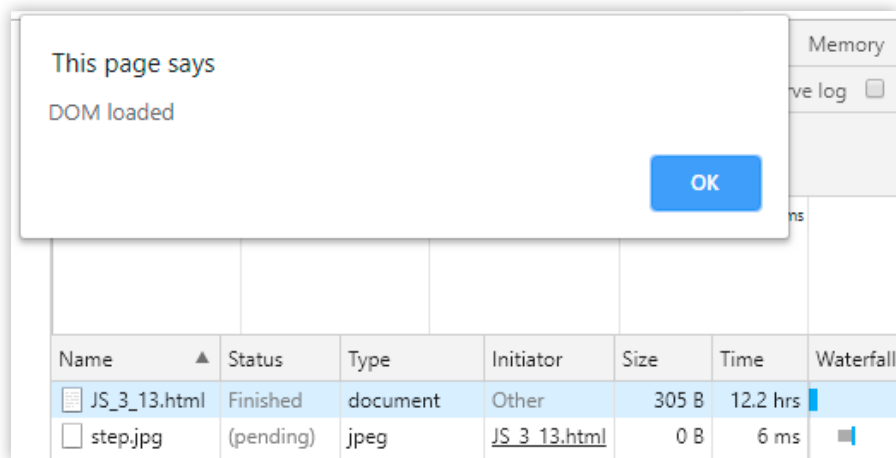 This page says
DOM loaded
OK
Memory
rve log
ms
Name Status Type Initiator Size Time Waterfall
JS_3_13.html Finished document Other 305 B 12.2 hrs
step.jpg (pending) jpeg JS_3_13.html 0 B 6 ms